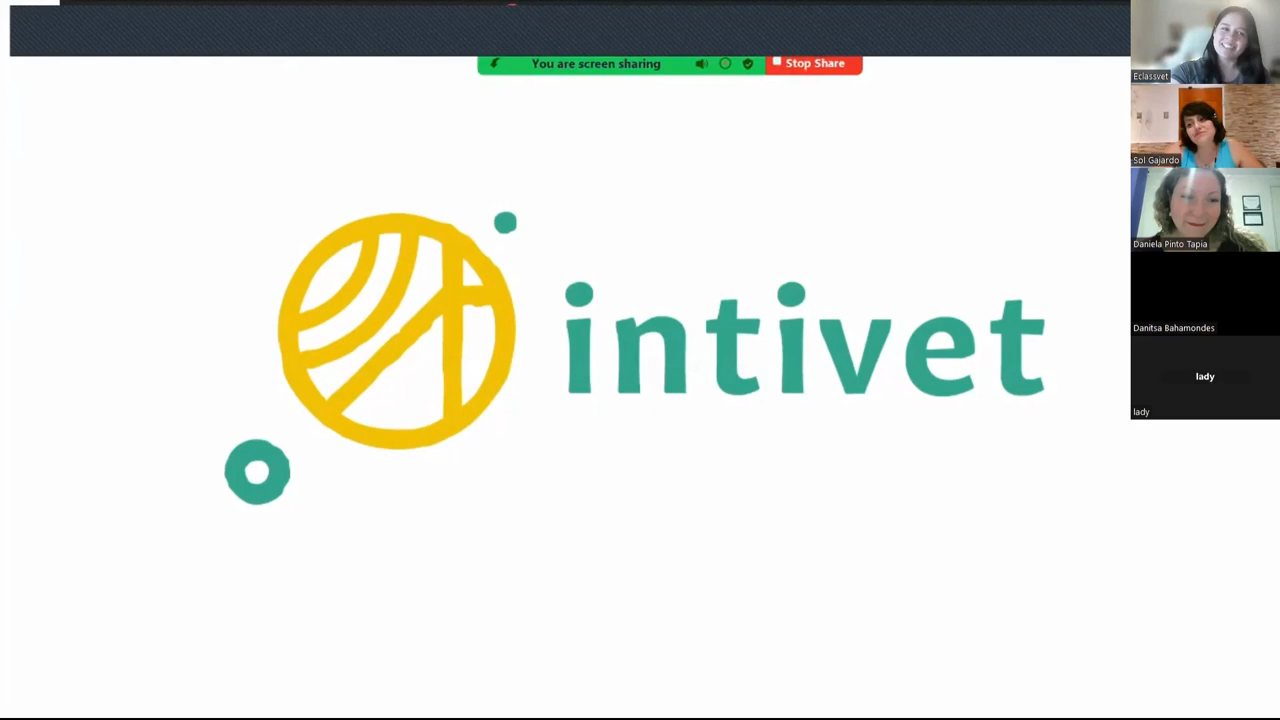 You are screen sharing
Stop Share
intivet
Eclassvet
Sol Gajardo
Daniela Pinto Tapia
Danitsa Bahamondes
lady
lady